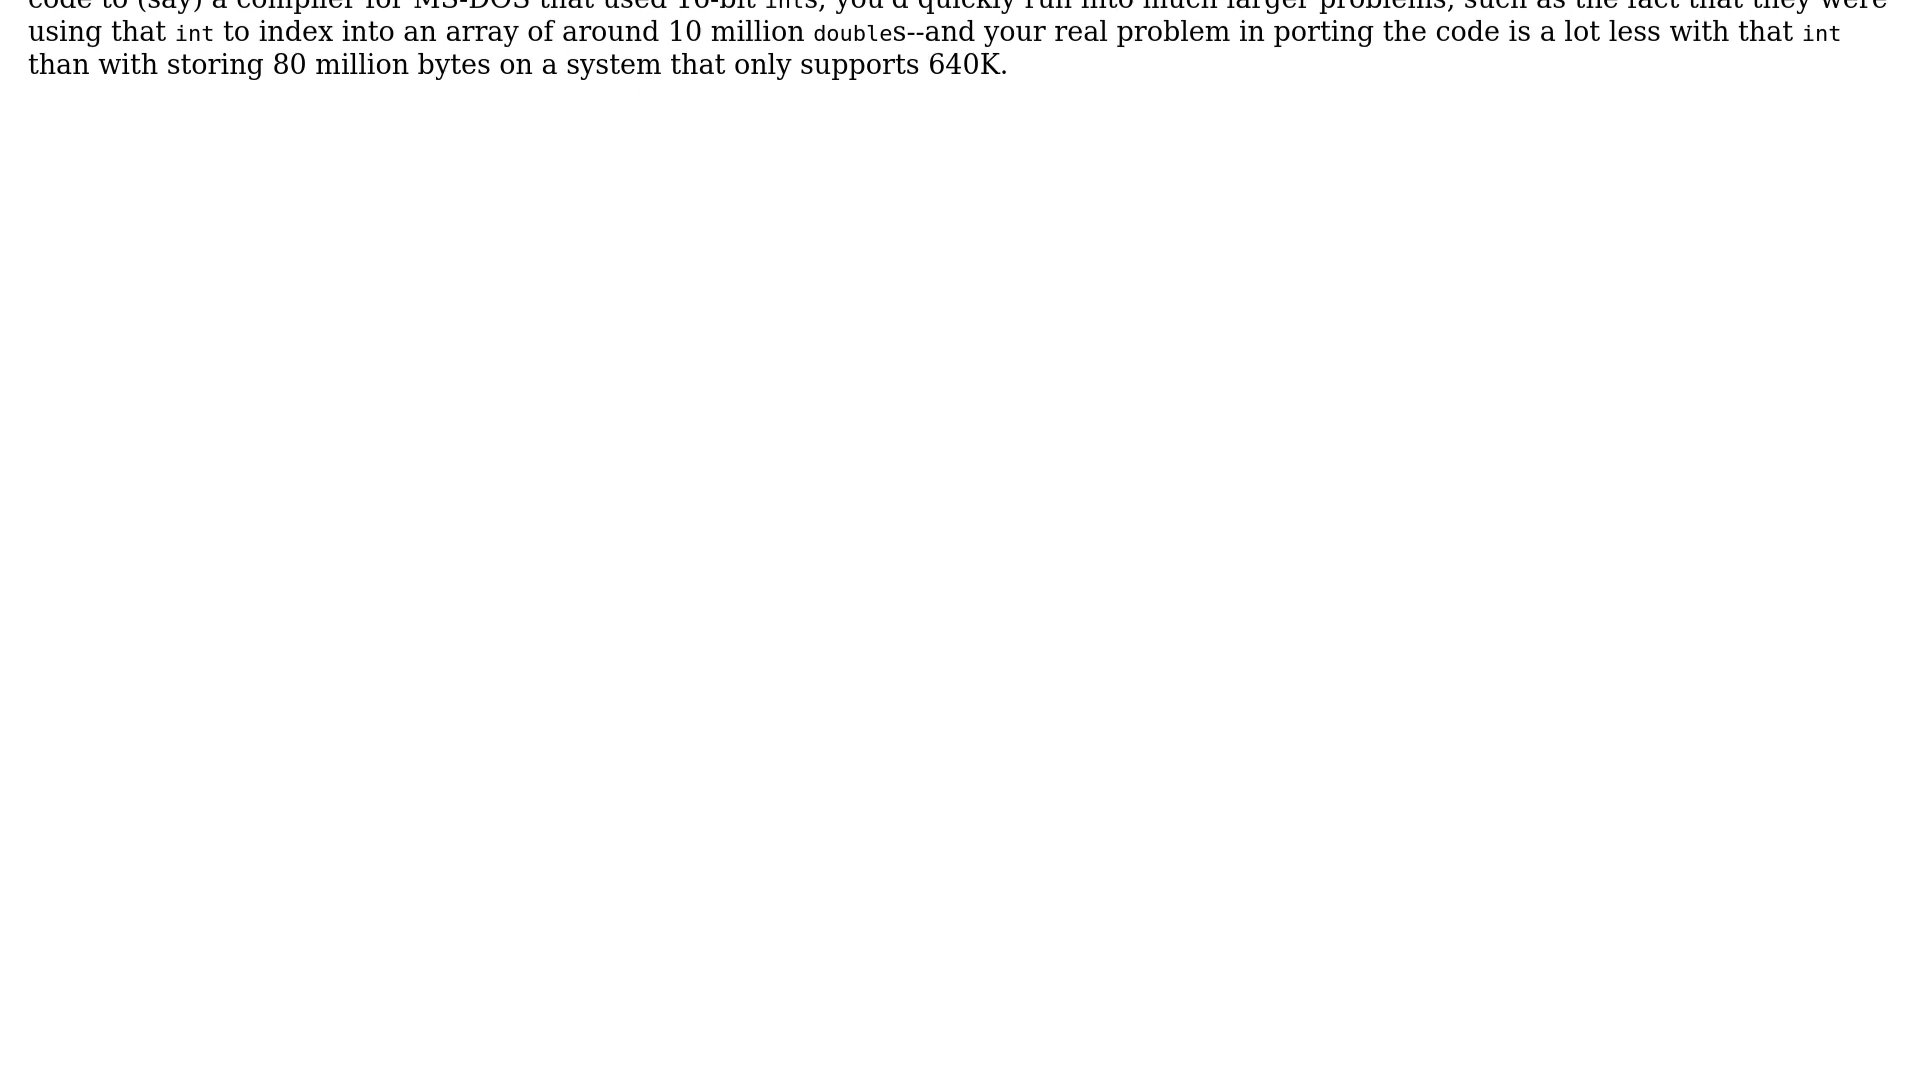 code to (say) a compiler for MS-DOS that used 16-bit ints, you'd quickly run into much larger problems, such as the fact that they were
using that int to index into an array of around 10 million doubles--and your real problem in porting the code is a lot less with that int
than with storing 80 million bytes on a system that only supports 640K.